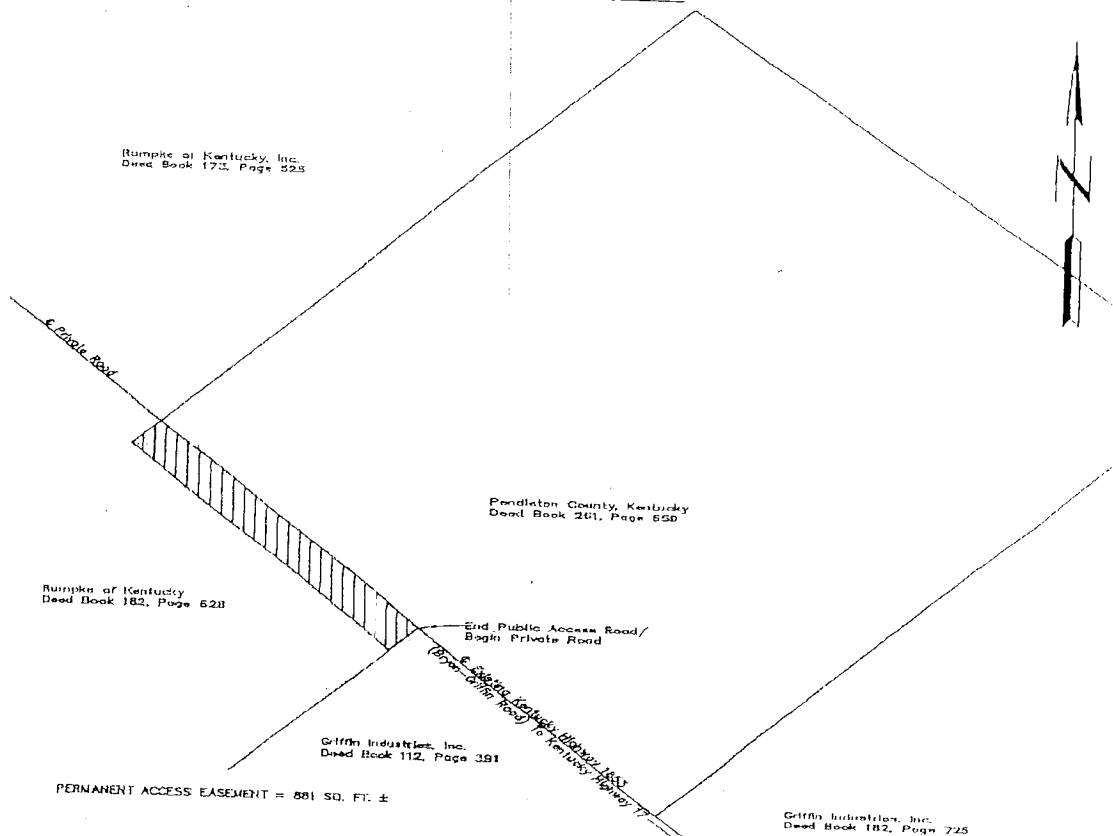 Rumpke of Kentucky, Inc.
Deed Book 173, Page 525
N
℄ Private Road
Pendleton County, Kentucky
Deed Book 261, Page 650
Rumpke of Kentucky
Deed Book 182, Page 628
End Public Access Road/
Begin Private Road
℄ Existing Kentucky Highway
(Bryan-Griffin Road) To Kentucky Highway 17
Griffin Industries, Inc.
Deed Book 112, Page 391
PERMANENT ACCESS EASEMENT = 881 SQ. FT. ±
Griffin Industries, Inc.
Deed Book 182, Page 725